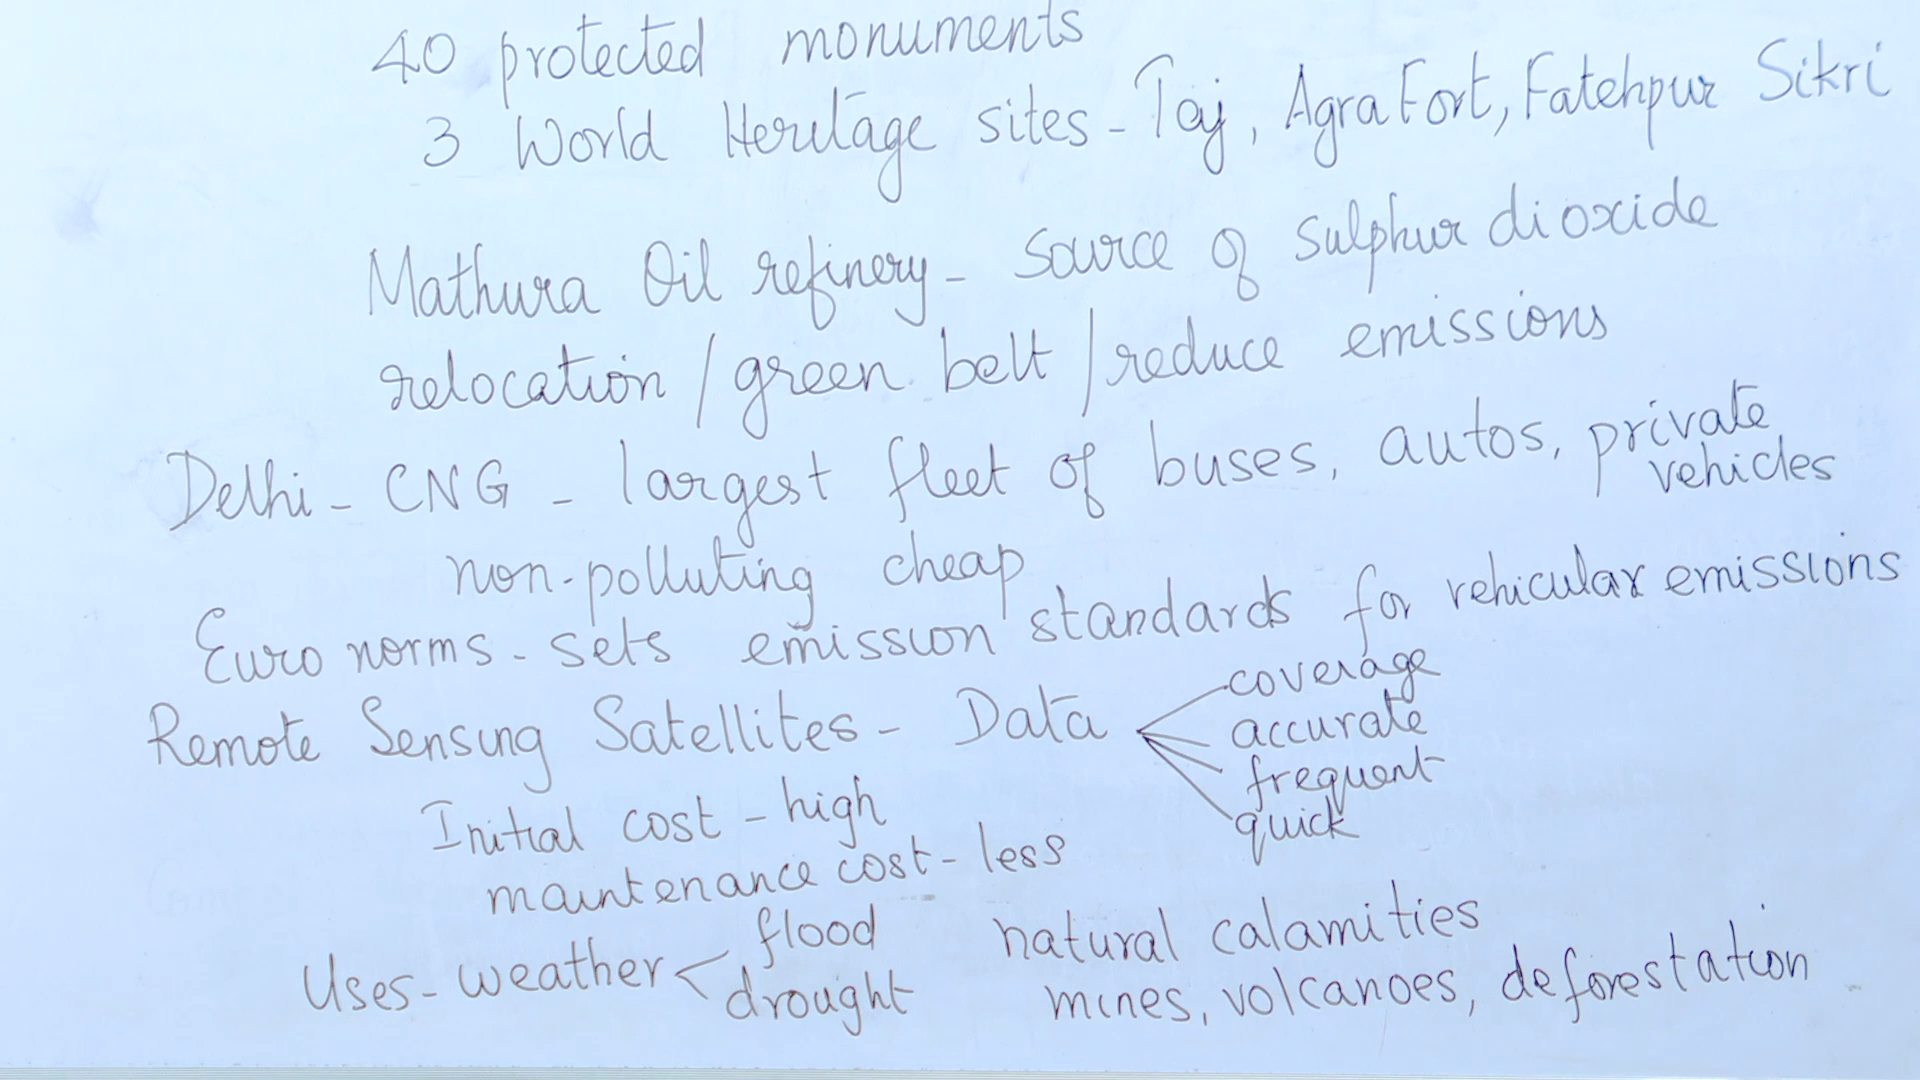 40 protected monuments
3 World Heritage sites - Taj, Agra Fort, Fatehpur Sikri
Mathura Oil refinery - Source of Sulphur dioxide
relocation / green belt / reduce emissions
Delhi - CNG - largest fleet of buses, autos, private
vehicles
non-polluting cheap
Euro norms - sets emission standards for vehicular emissions
Remote Sensing Satellites - Data
coverage
accurate
frequent
quick
Initial cost - high
maintenance cost - less
Uses - weather < flood
drought
natural calamities
mines, volcanoes, deforestation